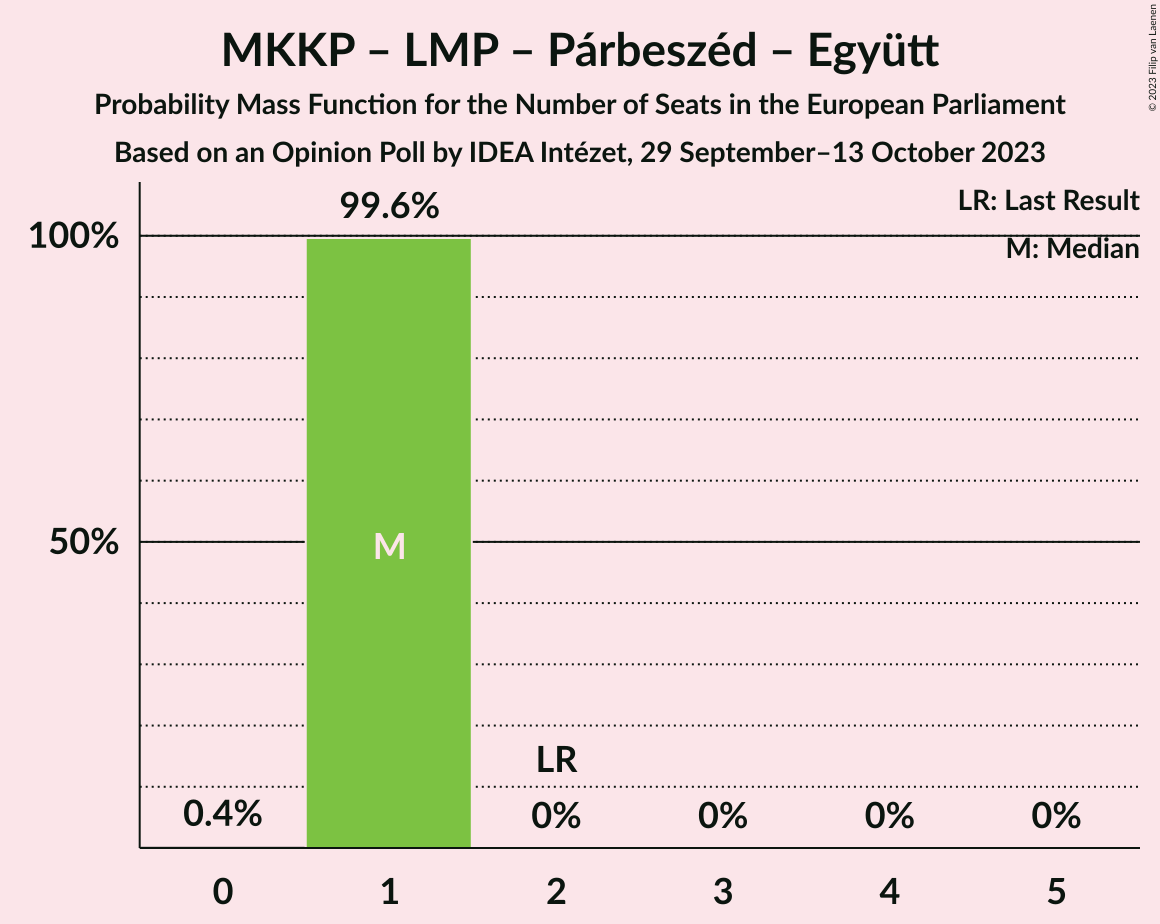 MKKP – LMP – Párbeszéd – Együtt
Probability Mass Function for the Number of Seats in the European Parliament
Based on an Opinion Poll by IDEA Intézet, 29 September–13 October 2023
© 2023 Filip van Laenen
LR: Last Result
M: Median
99.6%
100%
50%
M
LR
0.4%
0%
0%
0%
0%
0
1
2
3
4
5